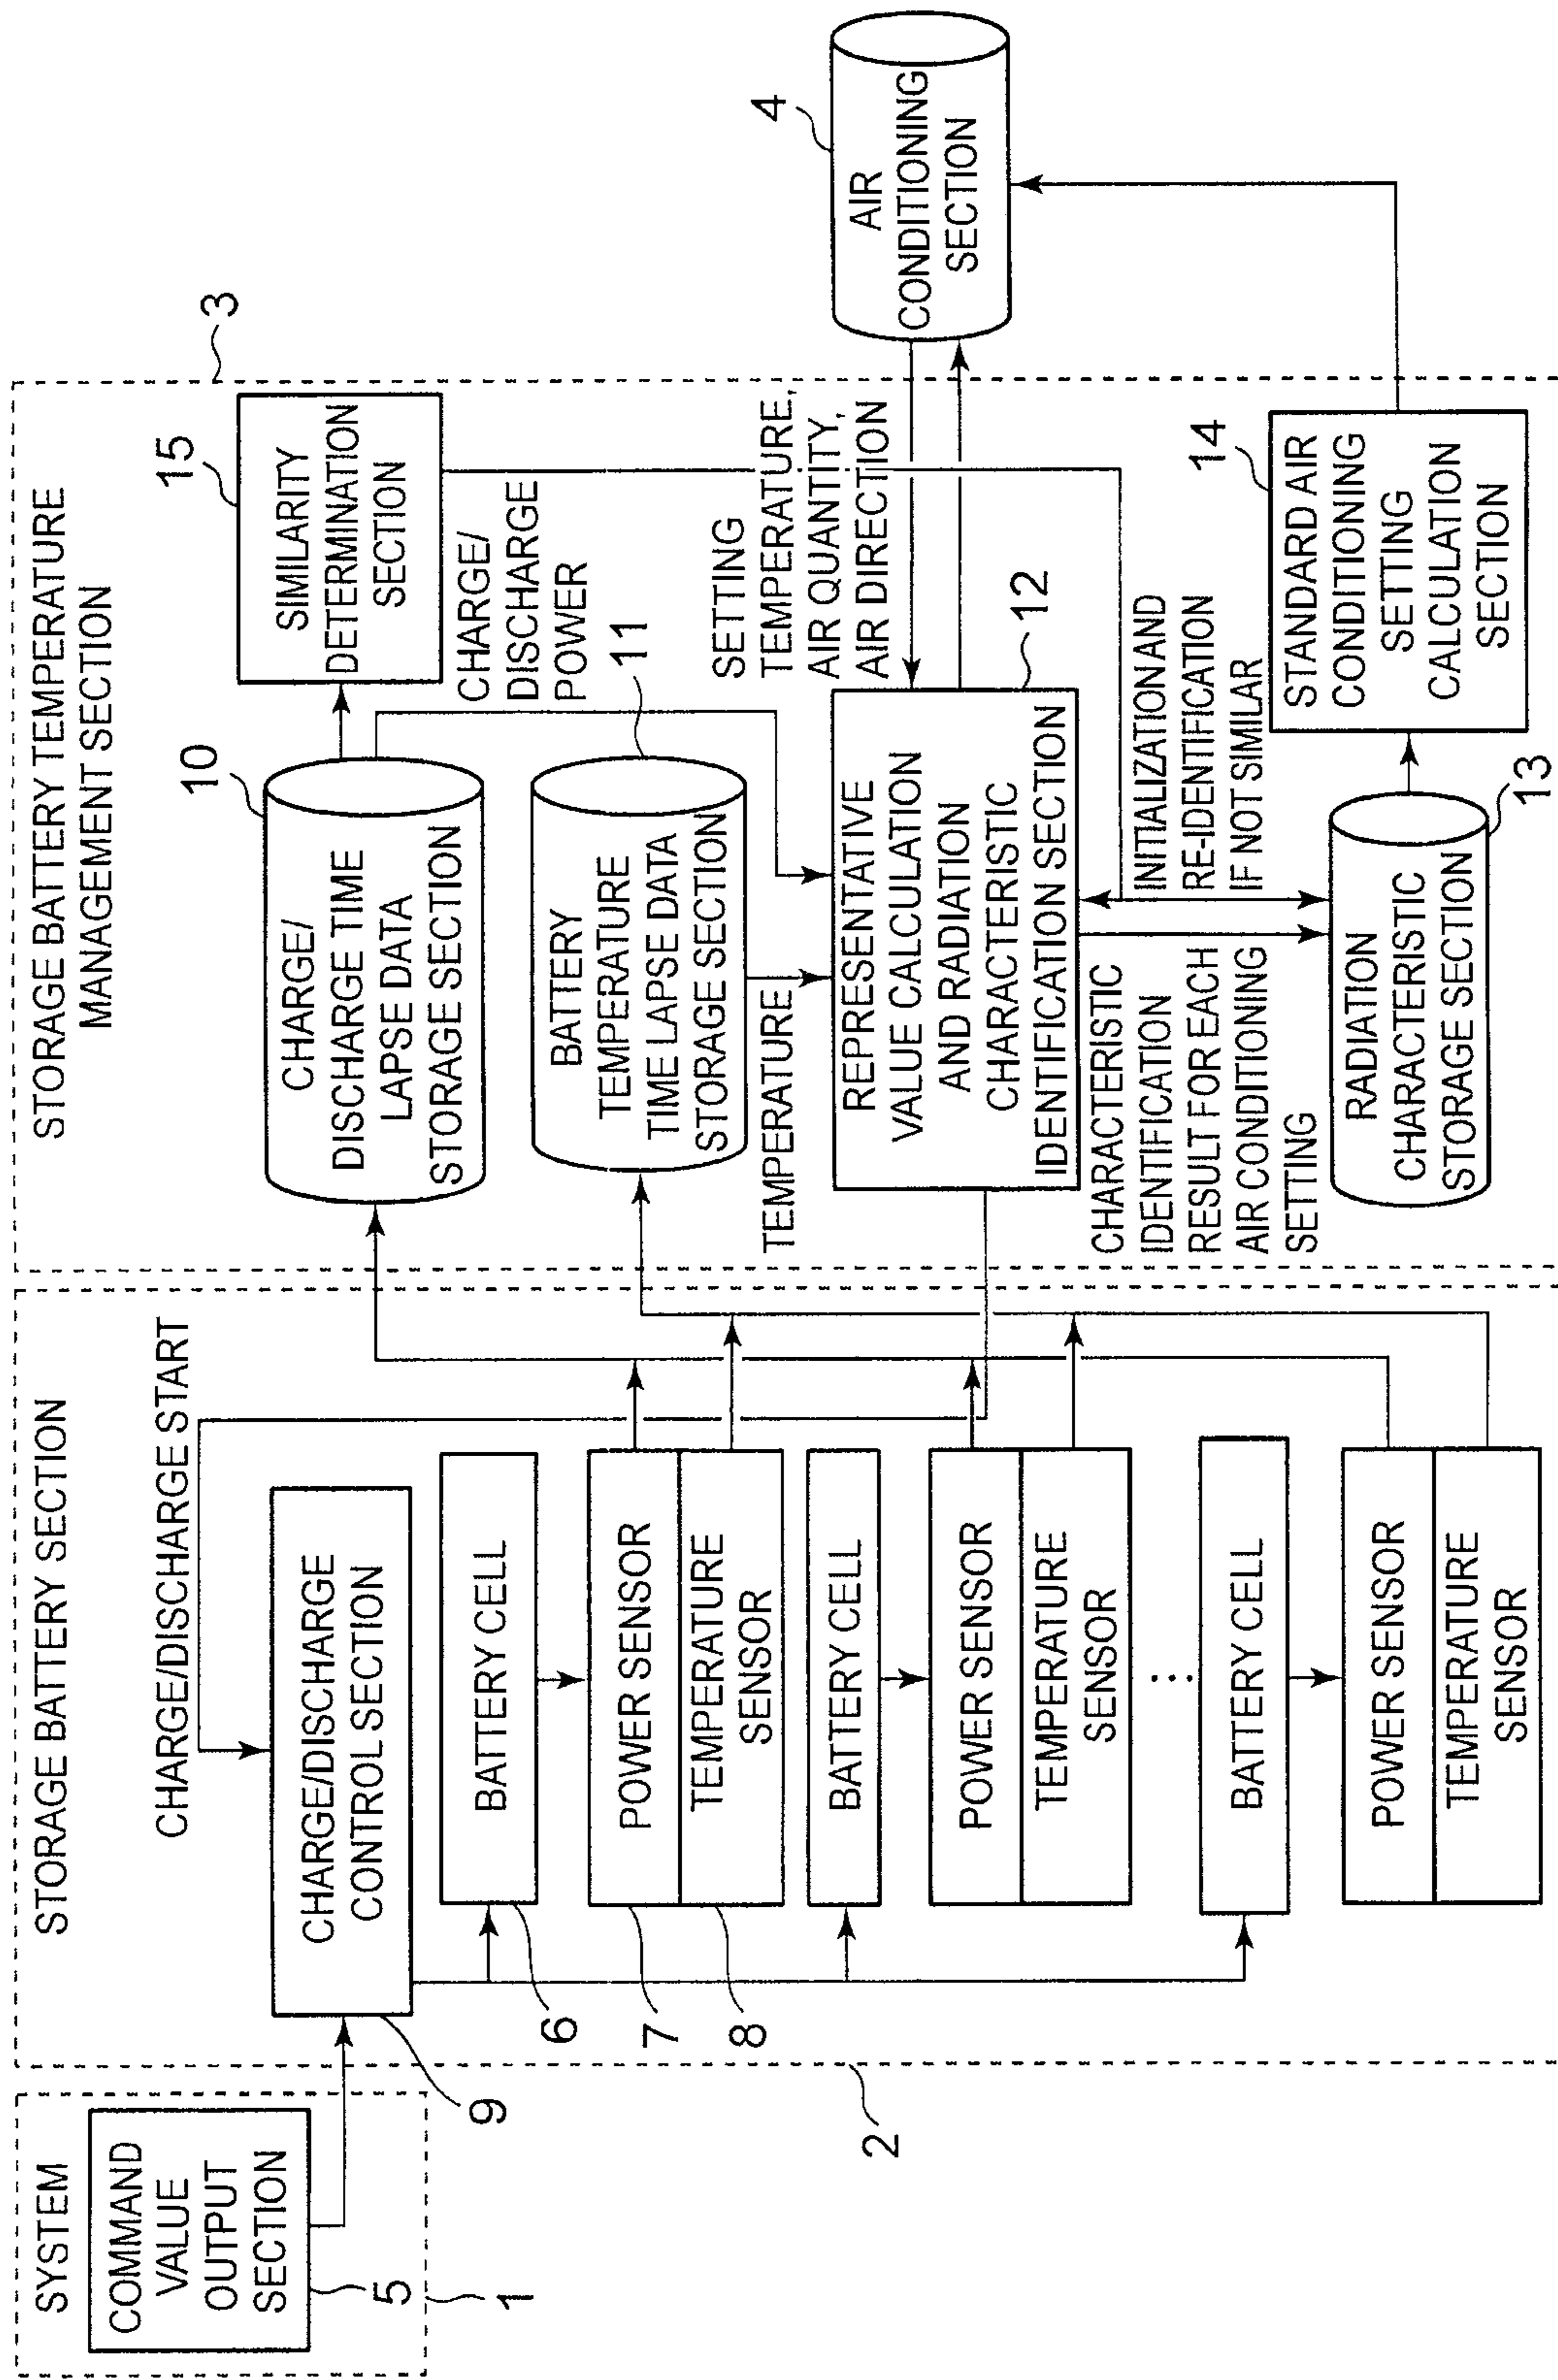 SYSTEM
COMMAND
VALUE
OUTPUT
SECTION
5
1
STORAGE BATTERY SECTION
CHARGE/DISCHARGE START
CHARGE/DISCHARGE
CONTROL SECTION
9
BATTERY CELL
6
POWER SENSOR
7
TEMPERATURE
SENSOR
8
BATTERY CELL
POWER SENSOR
TEMPERATURE
SENSOR
...
BATTERY CELL
POWER SENSOR
TEMPERATURE
SENSOR
2
STORAGE BATTERY TEMPERATURE
MANAGEMENT SECTION
3
10
CHARGE/
DISCHARGE TIME
LAPSE DATA
STORAGE SECTION
15
SIMILARITY
DETERMINATION
SECTION
CHARGE/
DISCHARGE
POWER
11
BATTERY
TEMPERATURE
TIME LAPSE DATA
STORAGE SECTION
TEMPERATURE
SETTING
TEMPERATURE,
AIR QUANTITY,
AIR DIRECTION
12
REPRESENTATIVE
VALUE CALCULATION
AND RADIATION
CHARACTERISTIC
IDENTIFICATION SECTION
CHARACTERISTIC
IDENTIFICATION
RESULT FOR EACH
AIR CONDITIONING
SETTING
INITIALIZATION AND
RE-IDENTIFICATION
IF NOT SIMILAR
RADIATION
CHARACTERISTIC
STORAGE SECTION
13
14
STANDARD AIR
CONDITIONING
SETTING
CALCULATION
SECTION
4
AIR
CONDITIONING
SECTION